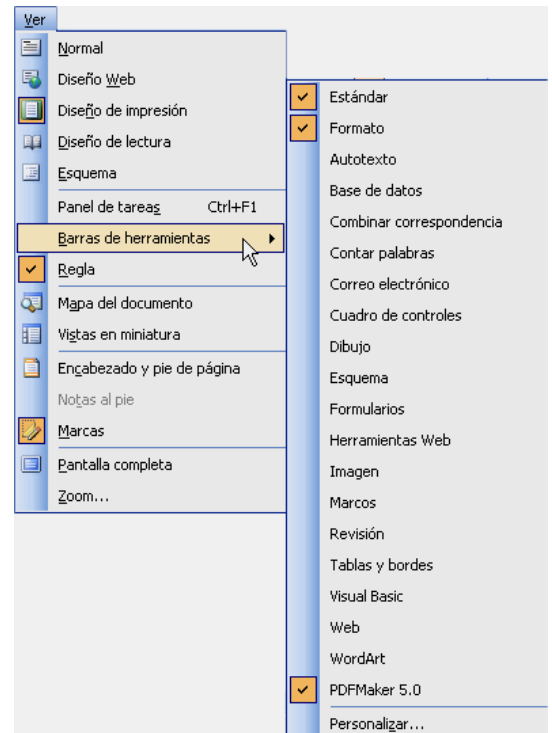 Ver
Normal
Diseño Web
Diseño de impresión
Diseño de lectura
Esquema
Panel de tareas Ctrl+F1
Barras de herramientas
Regla
Mapa del documento
Vistas en miniatura
Encabezado y pie de página
Notas al pie
Marcas
Pantalla completa
Zoom...
Estándar
Formato
Autotexto
Base de datos
Combinar correspondencia
Contar palabras
Correo electrónico
Cuadro de controles
Dibujo
Esquema
Formularios
Herramientas Web
Imagen
Marcos
Revisión
Tablas y bordes
Visual Basic
Web
WordArt
PDFMaker 5.0
Personalizar...